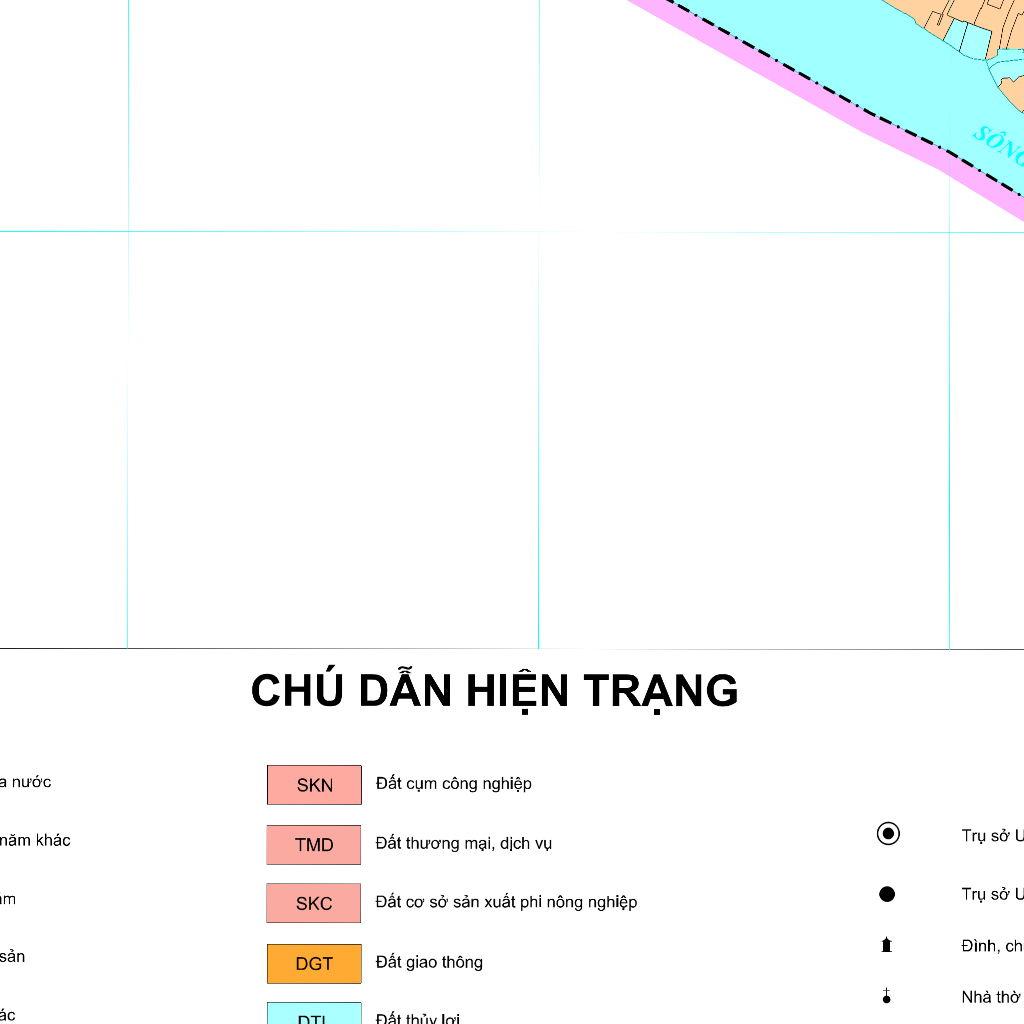 SÔNG
CHÚ DẪN HIỆN TRẠNG
a nước
năm khác
sản
ác
SKN Đất cụm công nghiệp
TMD Đất thương mại, dịch vụ
SKC Đất cơ sở sản xuất phi nông nghiệp
DGT Đất giao thông
DTL Đất thủy lợi
Trụ sở U
Trụ sở U
Đình, ch
Nhà thờ